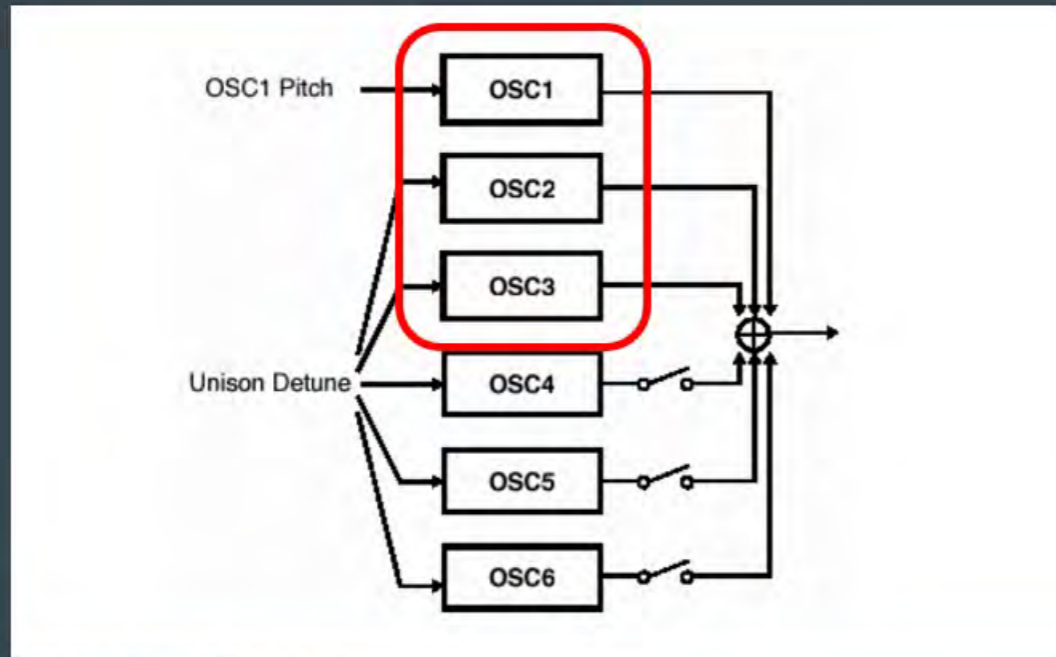 OSC1 Pitch
OSC1
OSC2
OSC3
Unison Detune
OSC4
OSC5
OSC6